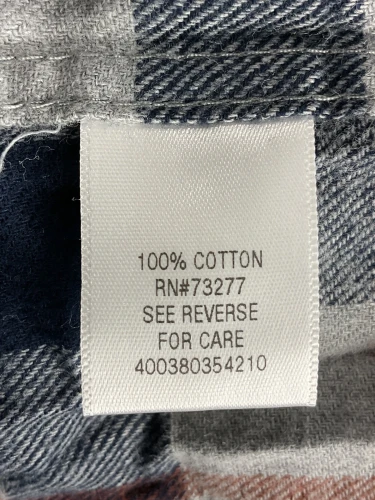 100% COTTON
RN#73277
SEE REVERSE
FOR CARE
400380354210